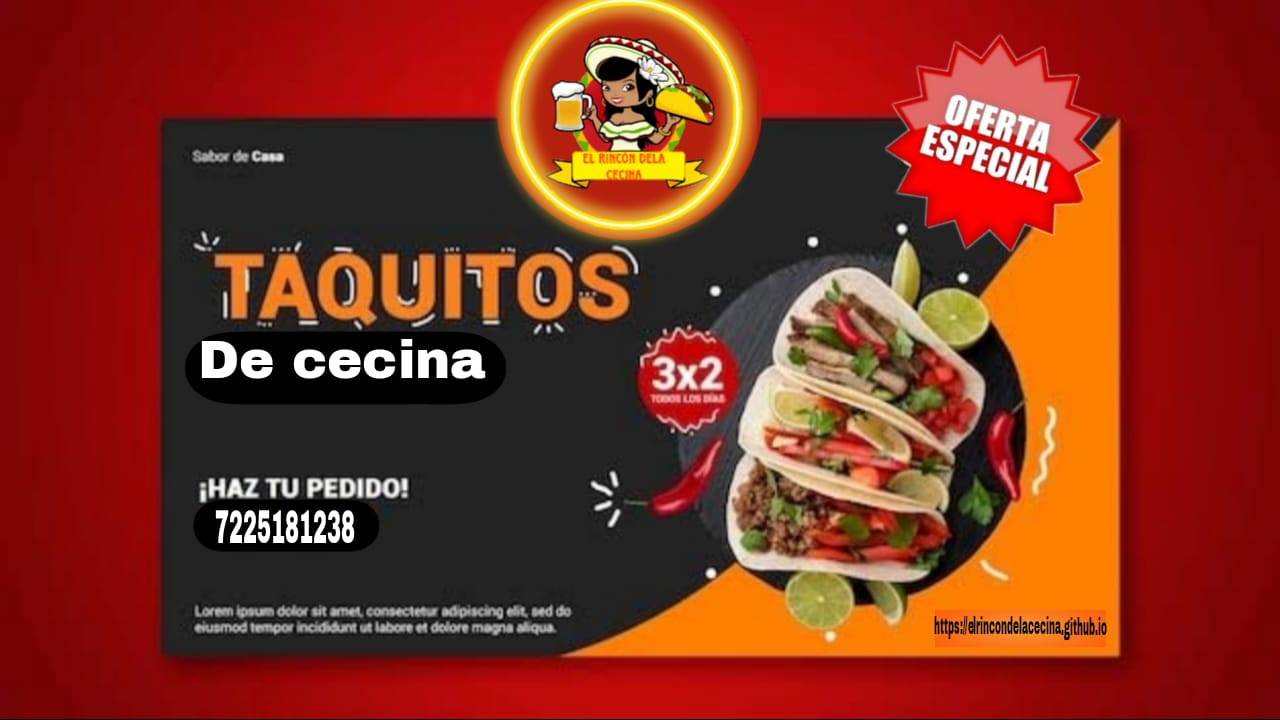 EL RINCÓN DELA
CECINA
OFERTA
ESPECIAL
Sabor de Casa
TAQUITOS
De cecina
3x2
TODOS LOS DÍAS
¡HAZ TU PEDIDO!
7225181238
Lorem ipsum dolor sit amet, consectetur adipiscing elit, sed do
eiusmod tempor incididunt ut labore et dolore magna aliqua.
https://elrincondelacecina.github.io